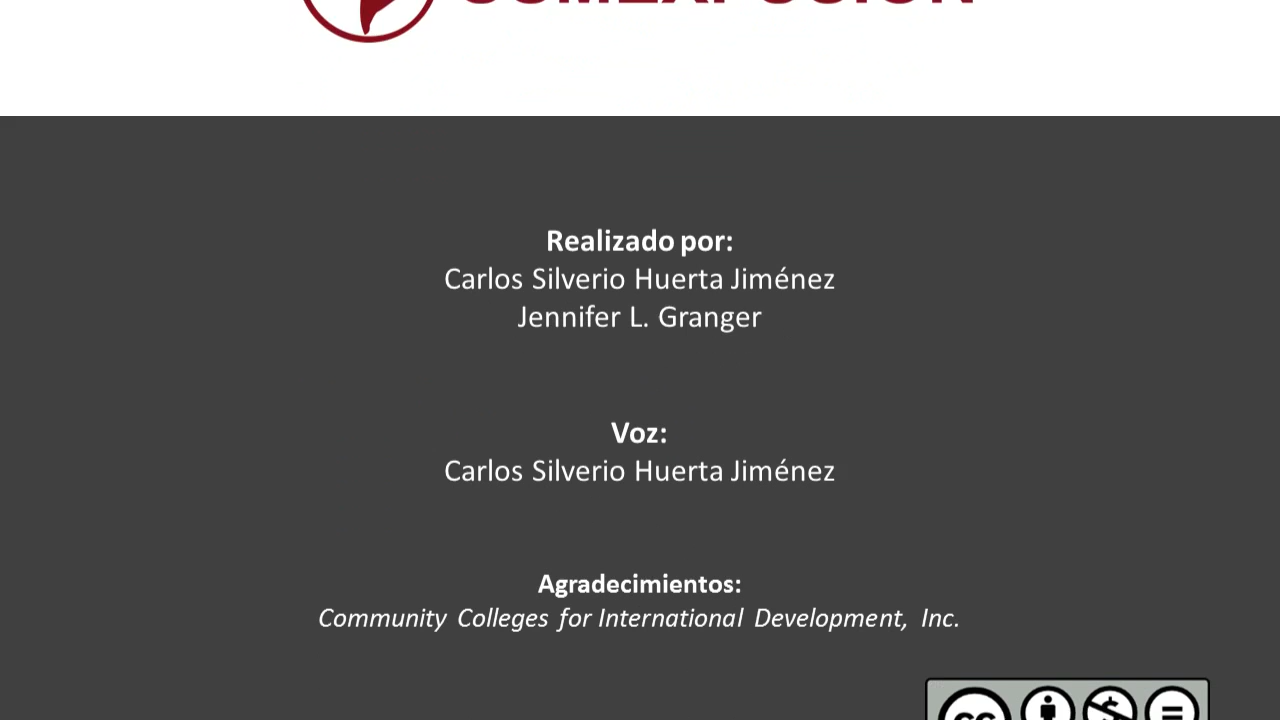 Realizado por:
Carlos Silverio Huerta Jiménez
Jennifer L. Granger
Voz:
Carlos Silverio Huerta Jiménez
Agradecimientos:
Community Colleges for International Development, Inc.